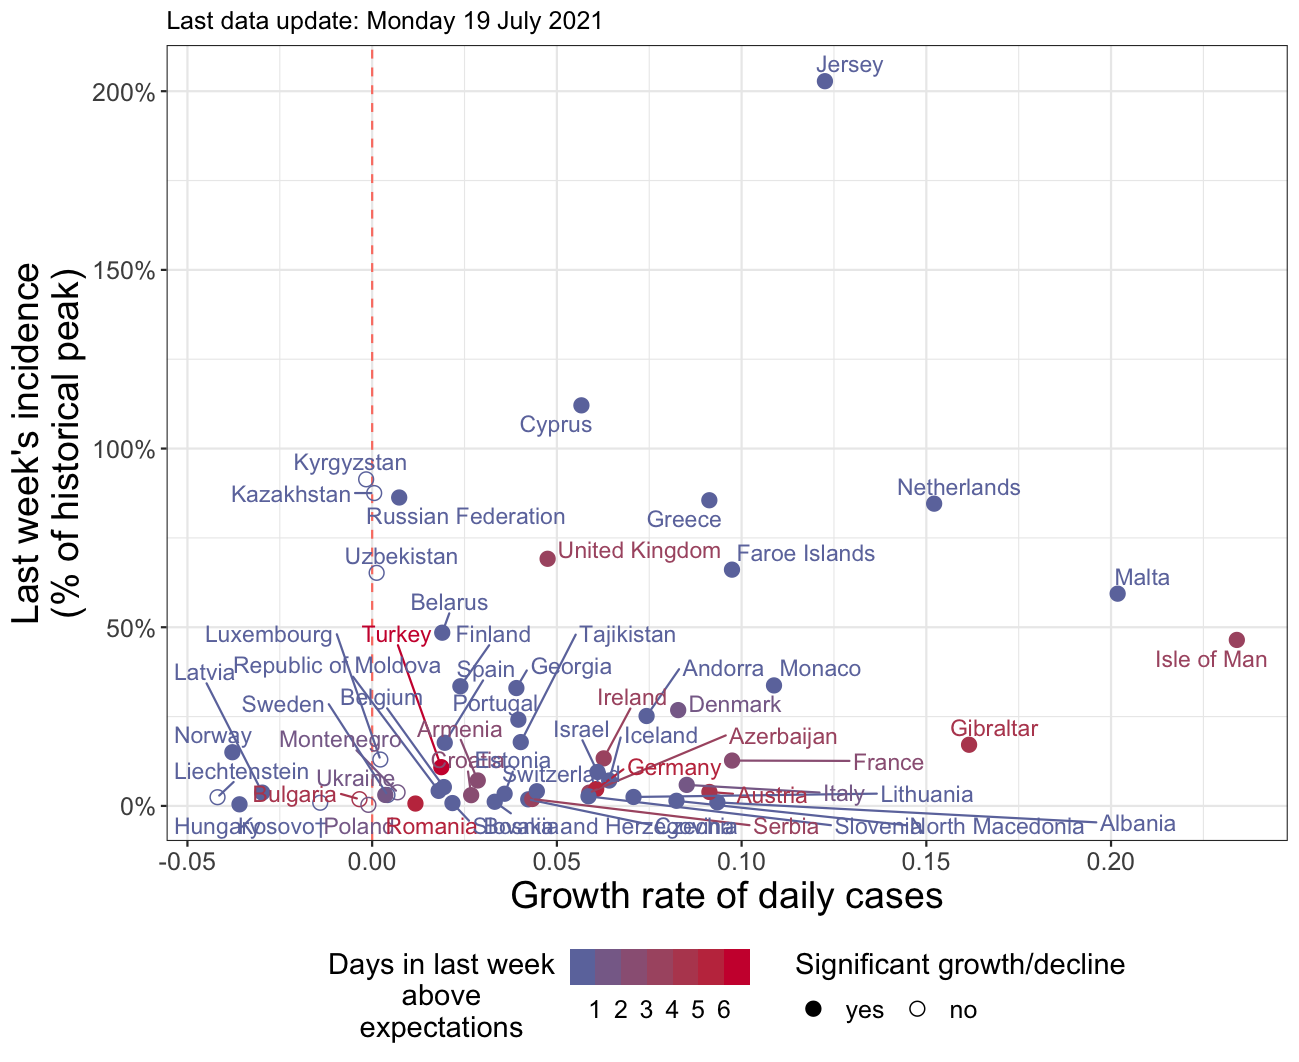 Last data update: Monday 19 July 2021
Last week's incidence
(% of historical peak)
200%
150%
100%
50%
0%
Jersey
Cyprus
Kyrgyzstan
Kazakhstan
Russian Federation
Greece
Netherlands
United Kingdom
Faroe Islands
Uzbekistan
Malta
Belarus
Luxembourg
Turkey
Finland
Tajikistan
Isle of Man
Latvia
Republic of Moldova
Spain
Georgia
Andorra
Monaco
Sweden
Belgium
Portugal
Ireland
Denmark
Norway
Montenegro
Armenia
Israel
Iceland
Azerbaijan
Gibraltar
Croatia
Estonia
Germany
France
Liechtenstein
Ukraine
Switzerland
Bulgaria
Austria
Italy
Lithuania
Hungary
Kosovo†
Poland
Romania
Slovakia
Bosnia and Herzegovina
Czechia
Serbia
Slovenia
North Macedonia
Albania
-0.05
0.00
0.05
0.10
0.15
0.20
Growth rate of daily cases
Days in last week
above
expectations
1 2 3 4 5 6
Significant growth/decline
yes
no